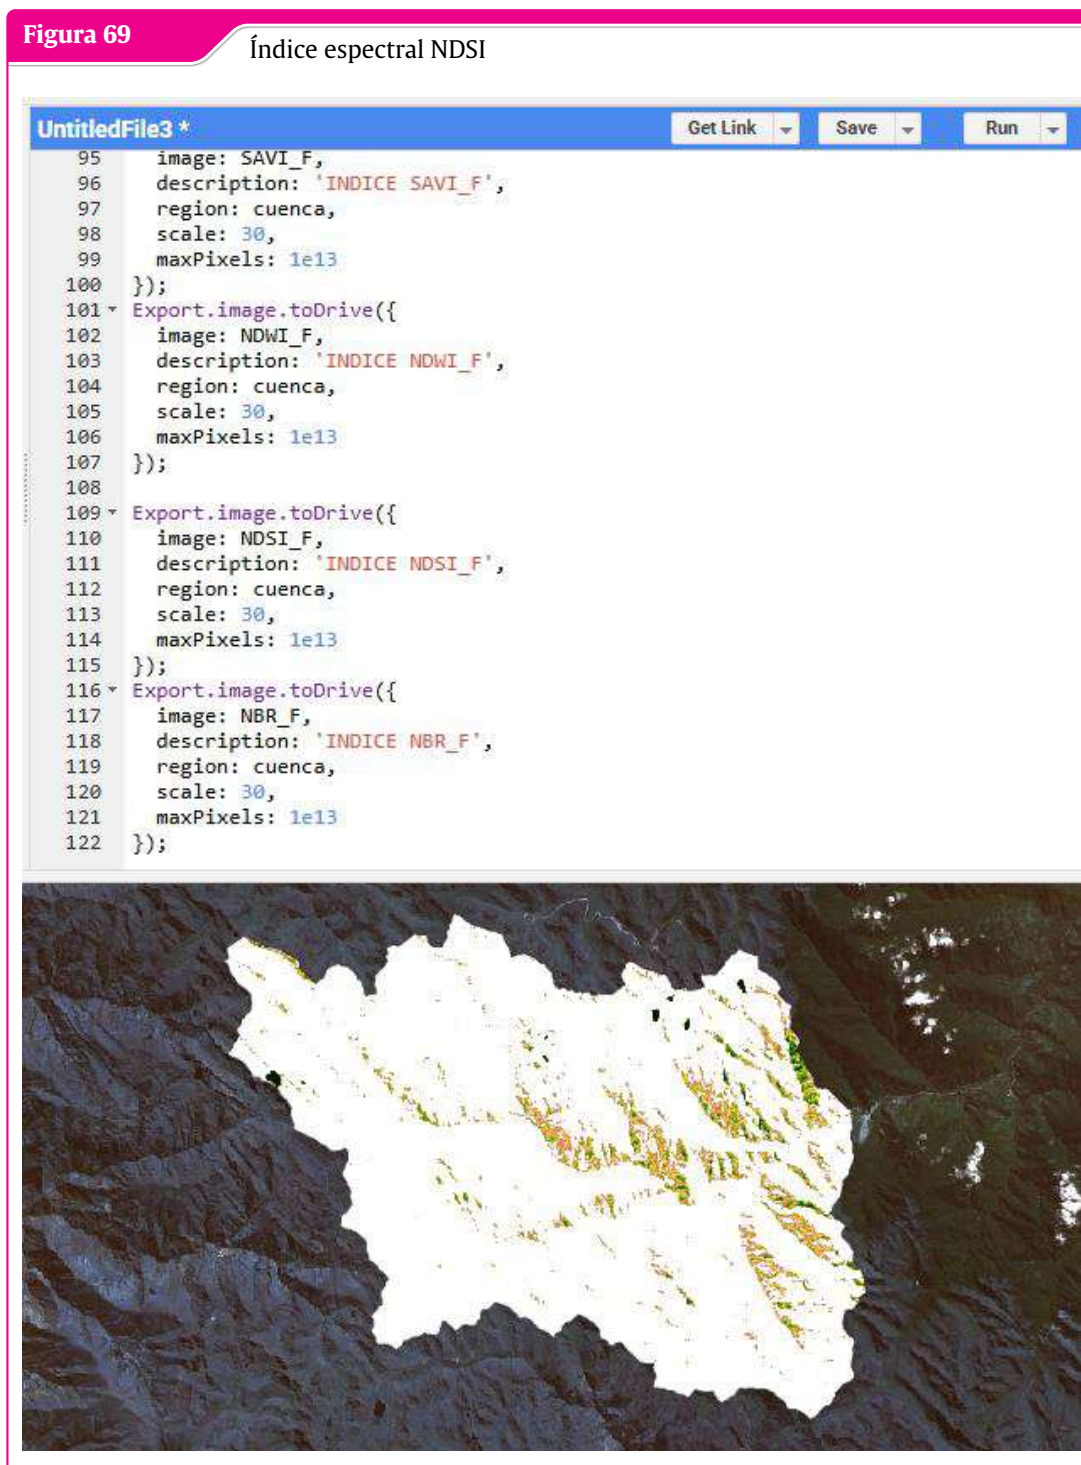 Figura 69
Índice espectral NDSI
UntitledFile3 *
Get Link
Save
Run
95 image: SAVI_F,
96 description: 'INDICE SAVI_F',
97 region: cuenca,
98 scale: 30,
99 maxPixels: 1e13
100 });
101 Export.image.toDrive({
102 image: NDWI_F,
103 description: 'INDICE NDWI_F',
104 region: cuenca,
105 scale: 30,
106 maxPixels: 1e13
107 });
108
109 Export.image.toDrive({
110 image: NDSI_F,
111 description: 'INDICE NDSI_F',
112 region: cuenca,
113 scale: 30,
114 maxPixels: 1e13
115 });
116 Export.image.toDrive({
117 image: NBR_F,
118 description: 'INDICE NBR_F',
119 region: cuenca,
120 scale: 30,
121 maxPixels: 1e13
122 });